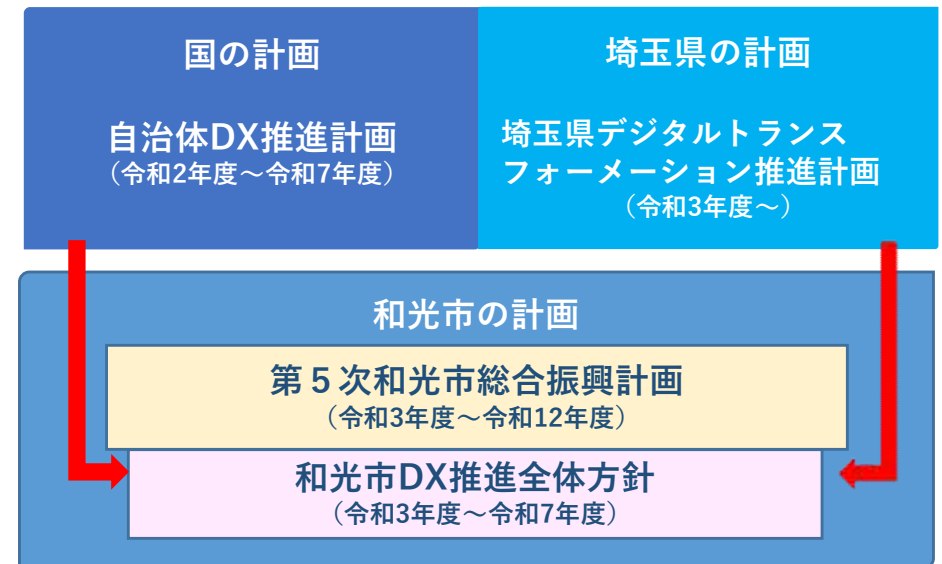 国の計画
自治体DX推進計画
（令和2年度～令和7年度）
埼玉県の計画
埼玉県デジタルトランス
フォーメーション推進計画
（令和3年度～）
和光市の計画
第５次和光市総合振興計画
（令和3年度～令和12年度）
和光市DX推進全体方針
（令和3年度～令和7年度）